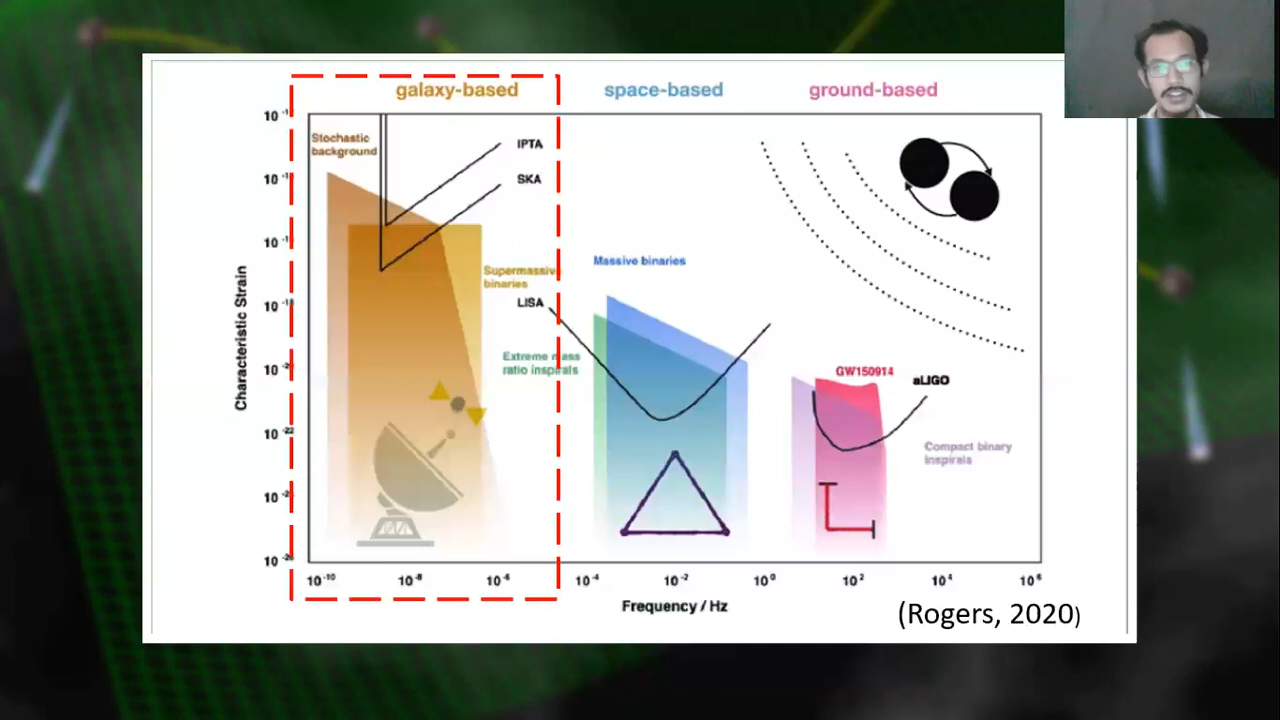 galaxy-based
space-based
ground-based
Stochastic
background
IPTA
SKA
Supermassive
binaries
LISA
Massive binaries
Extreme mass
ratio inspirals
GW150914
aLIGO
Compact binary
Inspirals
Characteristic Strain
10⁻²²
10⁻¹⁰
10⁻⁸
10⁻⁶
10⁻⁴
10⁻²
10⁰
10²
10⁴
10⁶
Frequency / Hz
(Rogers, 2020)